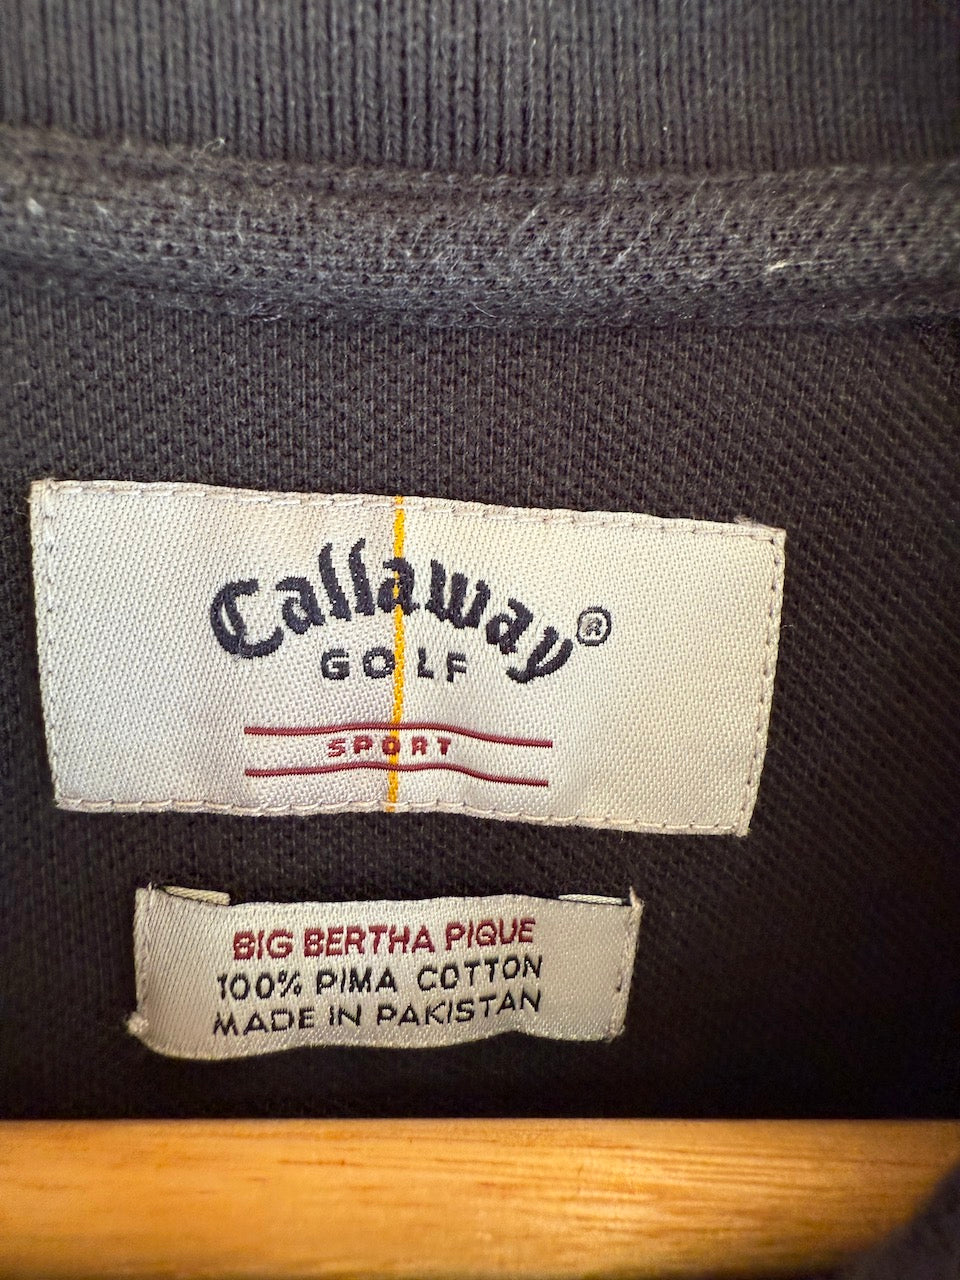 Callaway®
GOLF
SPORT
BIG BERTHA PIQUE
100% PIMA COTTON
MADE IN PAKISTAN